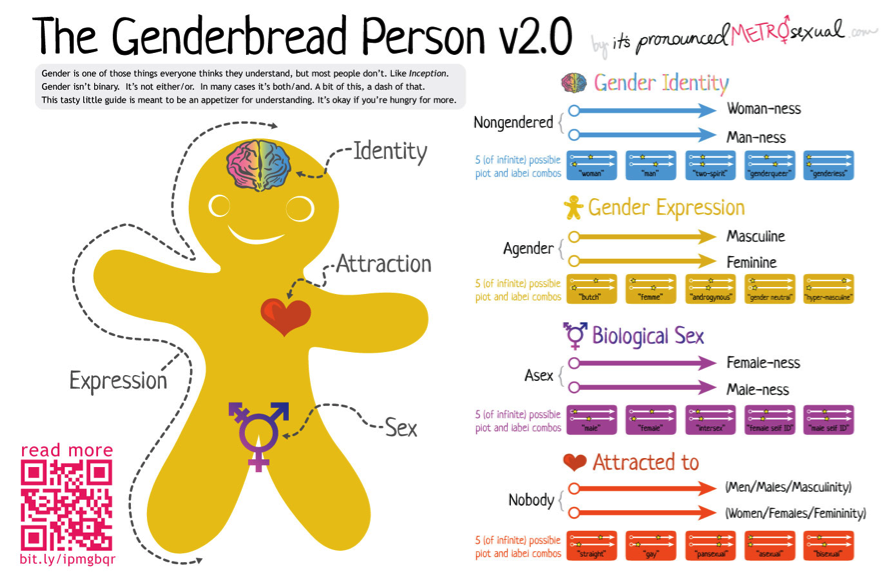 The Genderbread Person v2.0
by it's pronounced METROsexual.com
Gender is one of those things everyone thinks they understand, but most people don't. Like Inception.
Gender isn't binary. It's not either/or. In many cases it's both/and. A bit of this, a dash of that.
This tasty little guide is meant to be an appetizer for understanding. It's okay if you're hungry for more.
Identity
Attraction
Expression
Sex
read more
bit.ly/ipmgbqr
Gender Identity
Nongendered
Woman-ness
Man-ness
5 (of infinite) possible
plot and label combos
"woman" "man" "two-spirit" "genderqueer" "genderless"
Gender Expression
Agender
Masculine
Feminine
5 (of infinite) possible
plot and label combos
"butch" "femme" "androgynous" "gender neutral" "hyper-masculine"
Biological Sex
Asex
Female-ness
Male-ness
5 (of infinite) possible
plot and label combos
"male" "female" "intersex" "female self ID" "male self ID"
Attracted to
Nobody
(Men/Males/Masculinity)
(Women/Females/Femininity)
5 (of infinite) possible
plot and label combos
"straight" "gay" "pansexual" "asexual" "bisexual"